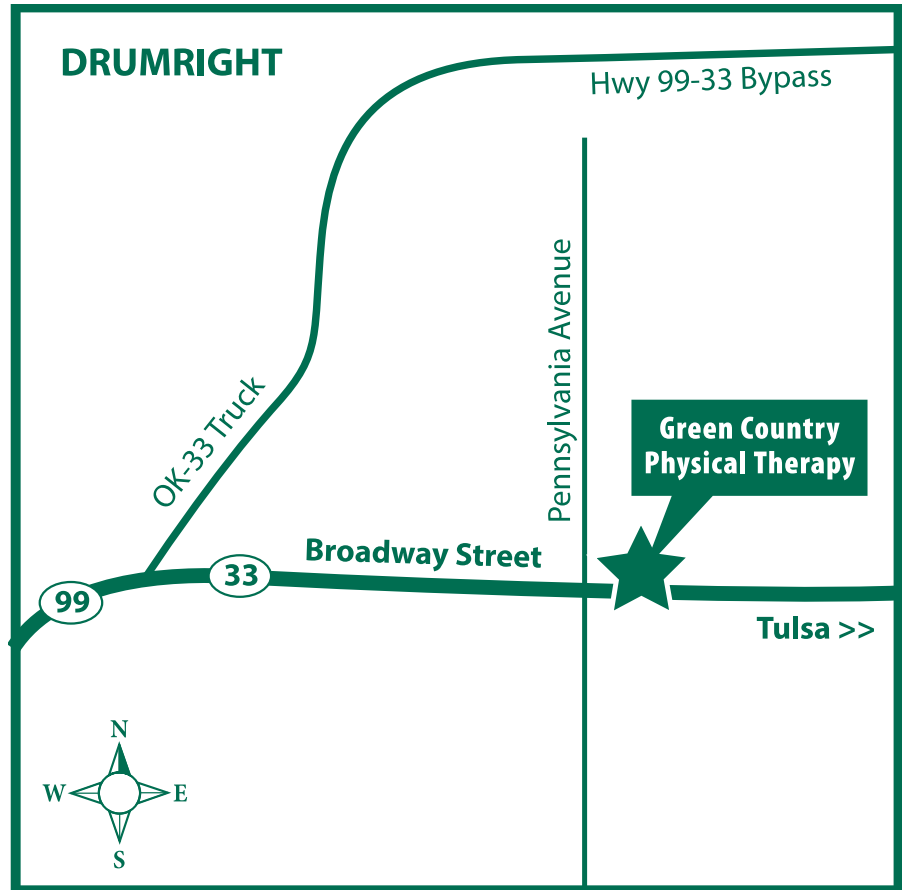 DRUMRIGHT
Hwy 99-33 Bypass
Pennsylvania Avenue
OK-33 Truck
Green Country
Physical Therapy
Broadway Street
33
99
Tulsa >>
N
W E
S